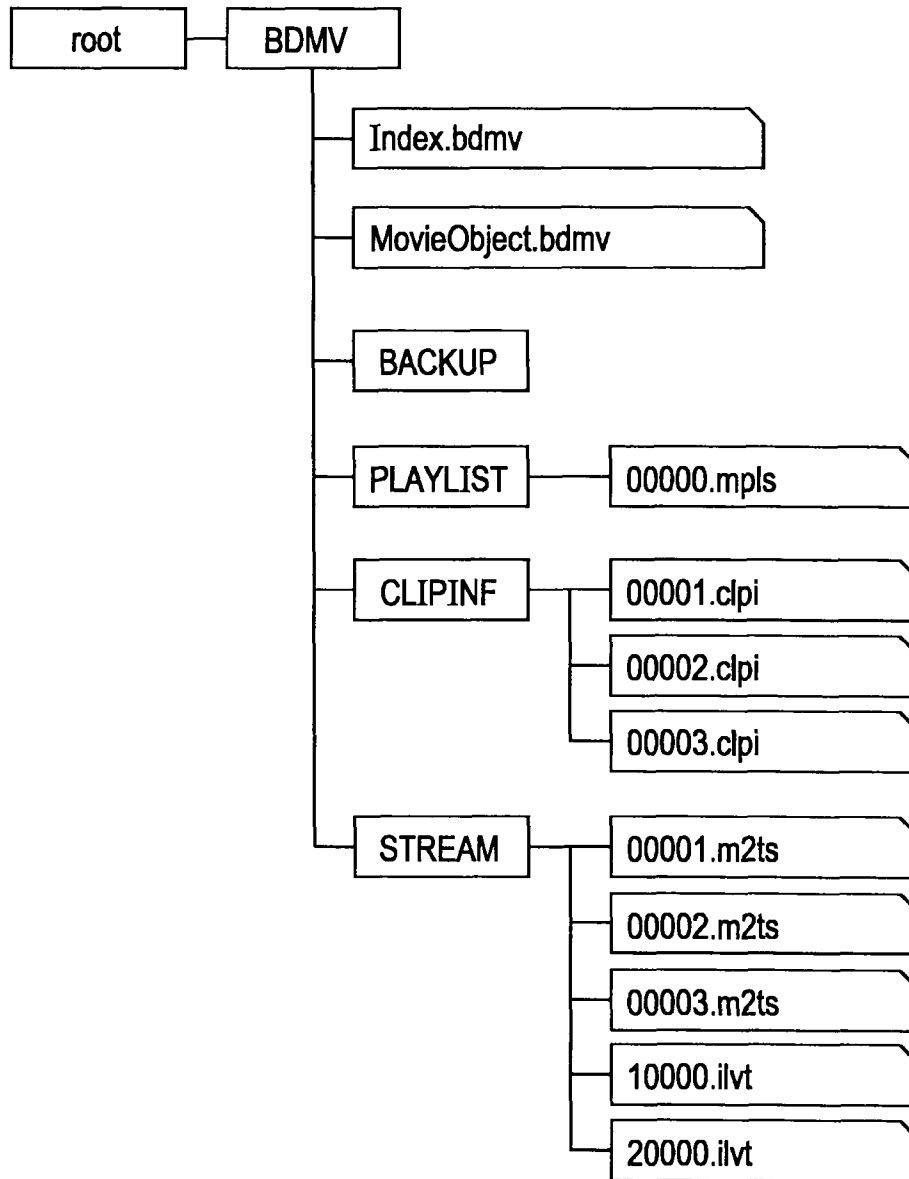 root
BDMV
Index.bdmv
MovieObject.bdmv
BACKUP
PLAYLIST
00000.mpls
CLIPINF
00001.clpi
00002.clpi
00003.clpi
STREAM
00001.m2ts
00002.m2ts
00003.m2ts
10000.ilvt
20000.ilvt